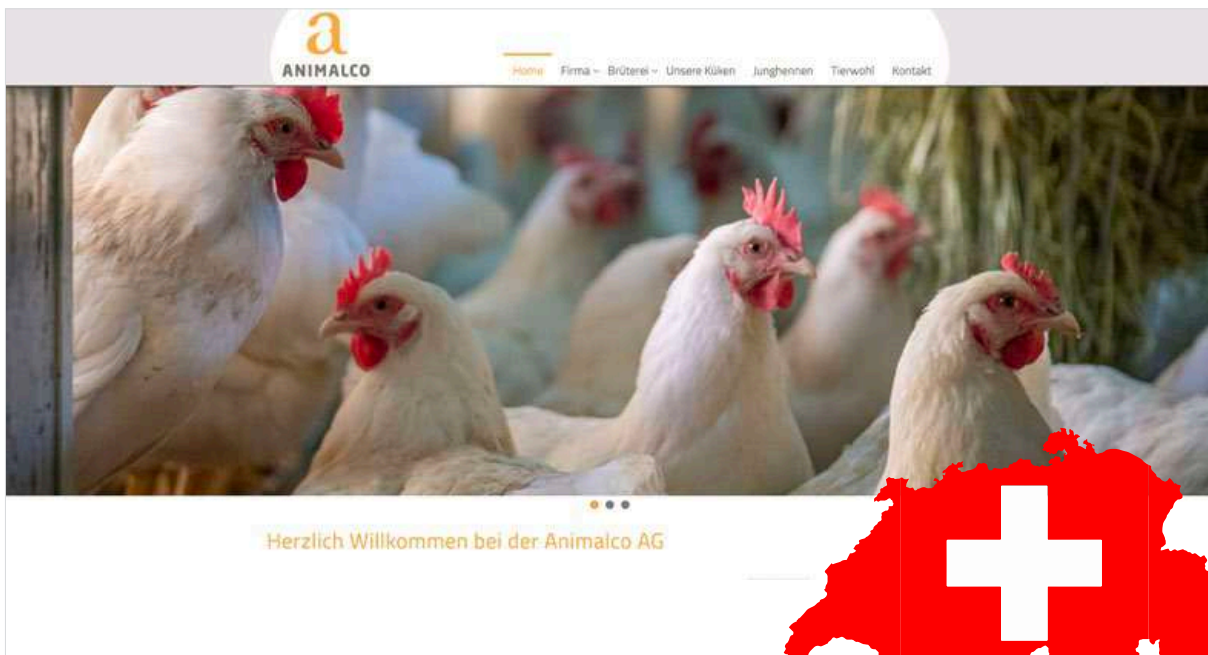 a
ANIMALCO
Home Firma Brüterei Unsere Küken Junghennen Tierwohl Kontakt
Herzlich Willkommen bei der Animalco AG